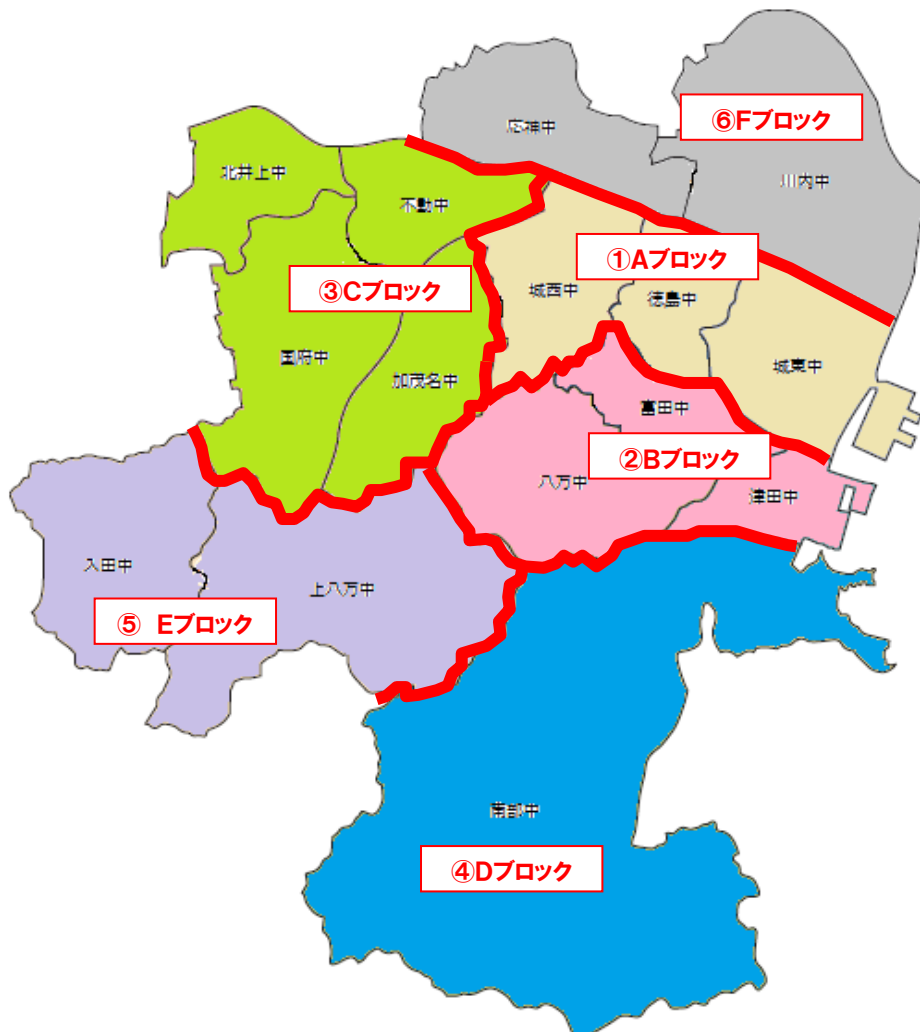 応神中
⑥Fブロック
川内中
北井上中
不動中
①Aブロック
③Cブロック
城西中
徳島中
国府中
加茂名中
城東中
富田中
②Bブロック
八万中
津田中
入田中
上八万中
⑤ Eブロック
南部中
④Dブロック